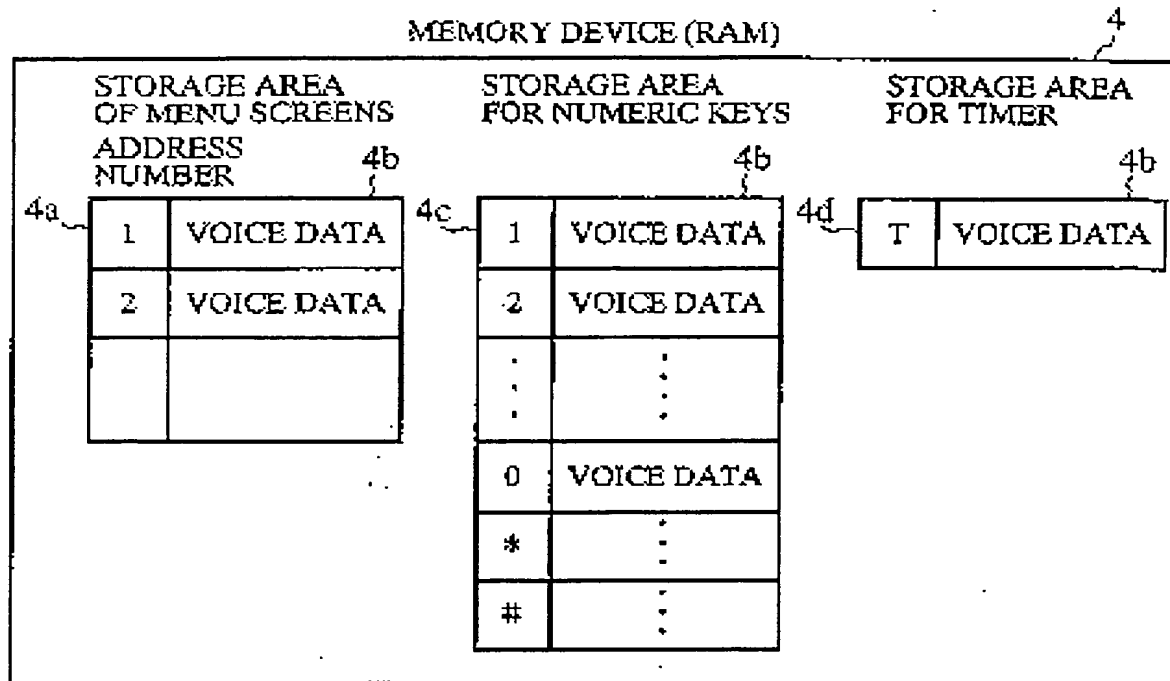 MEMORY DEVICE (RAM)
4
STORAGE AREA
OF MENU SCREENS
ADDRESS
NUMBER
4b
4a
1 VOICE DATA
2 VOICE DATA
STORAGE AREA
FOR NUMERIC KEYS
4b
4c
1 VOICE DATA
2 VOICE DATA
0 VOICE DATA
*
#
STORAGE AREA
FOR TIMER
4b
4d
T VOICE DATA